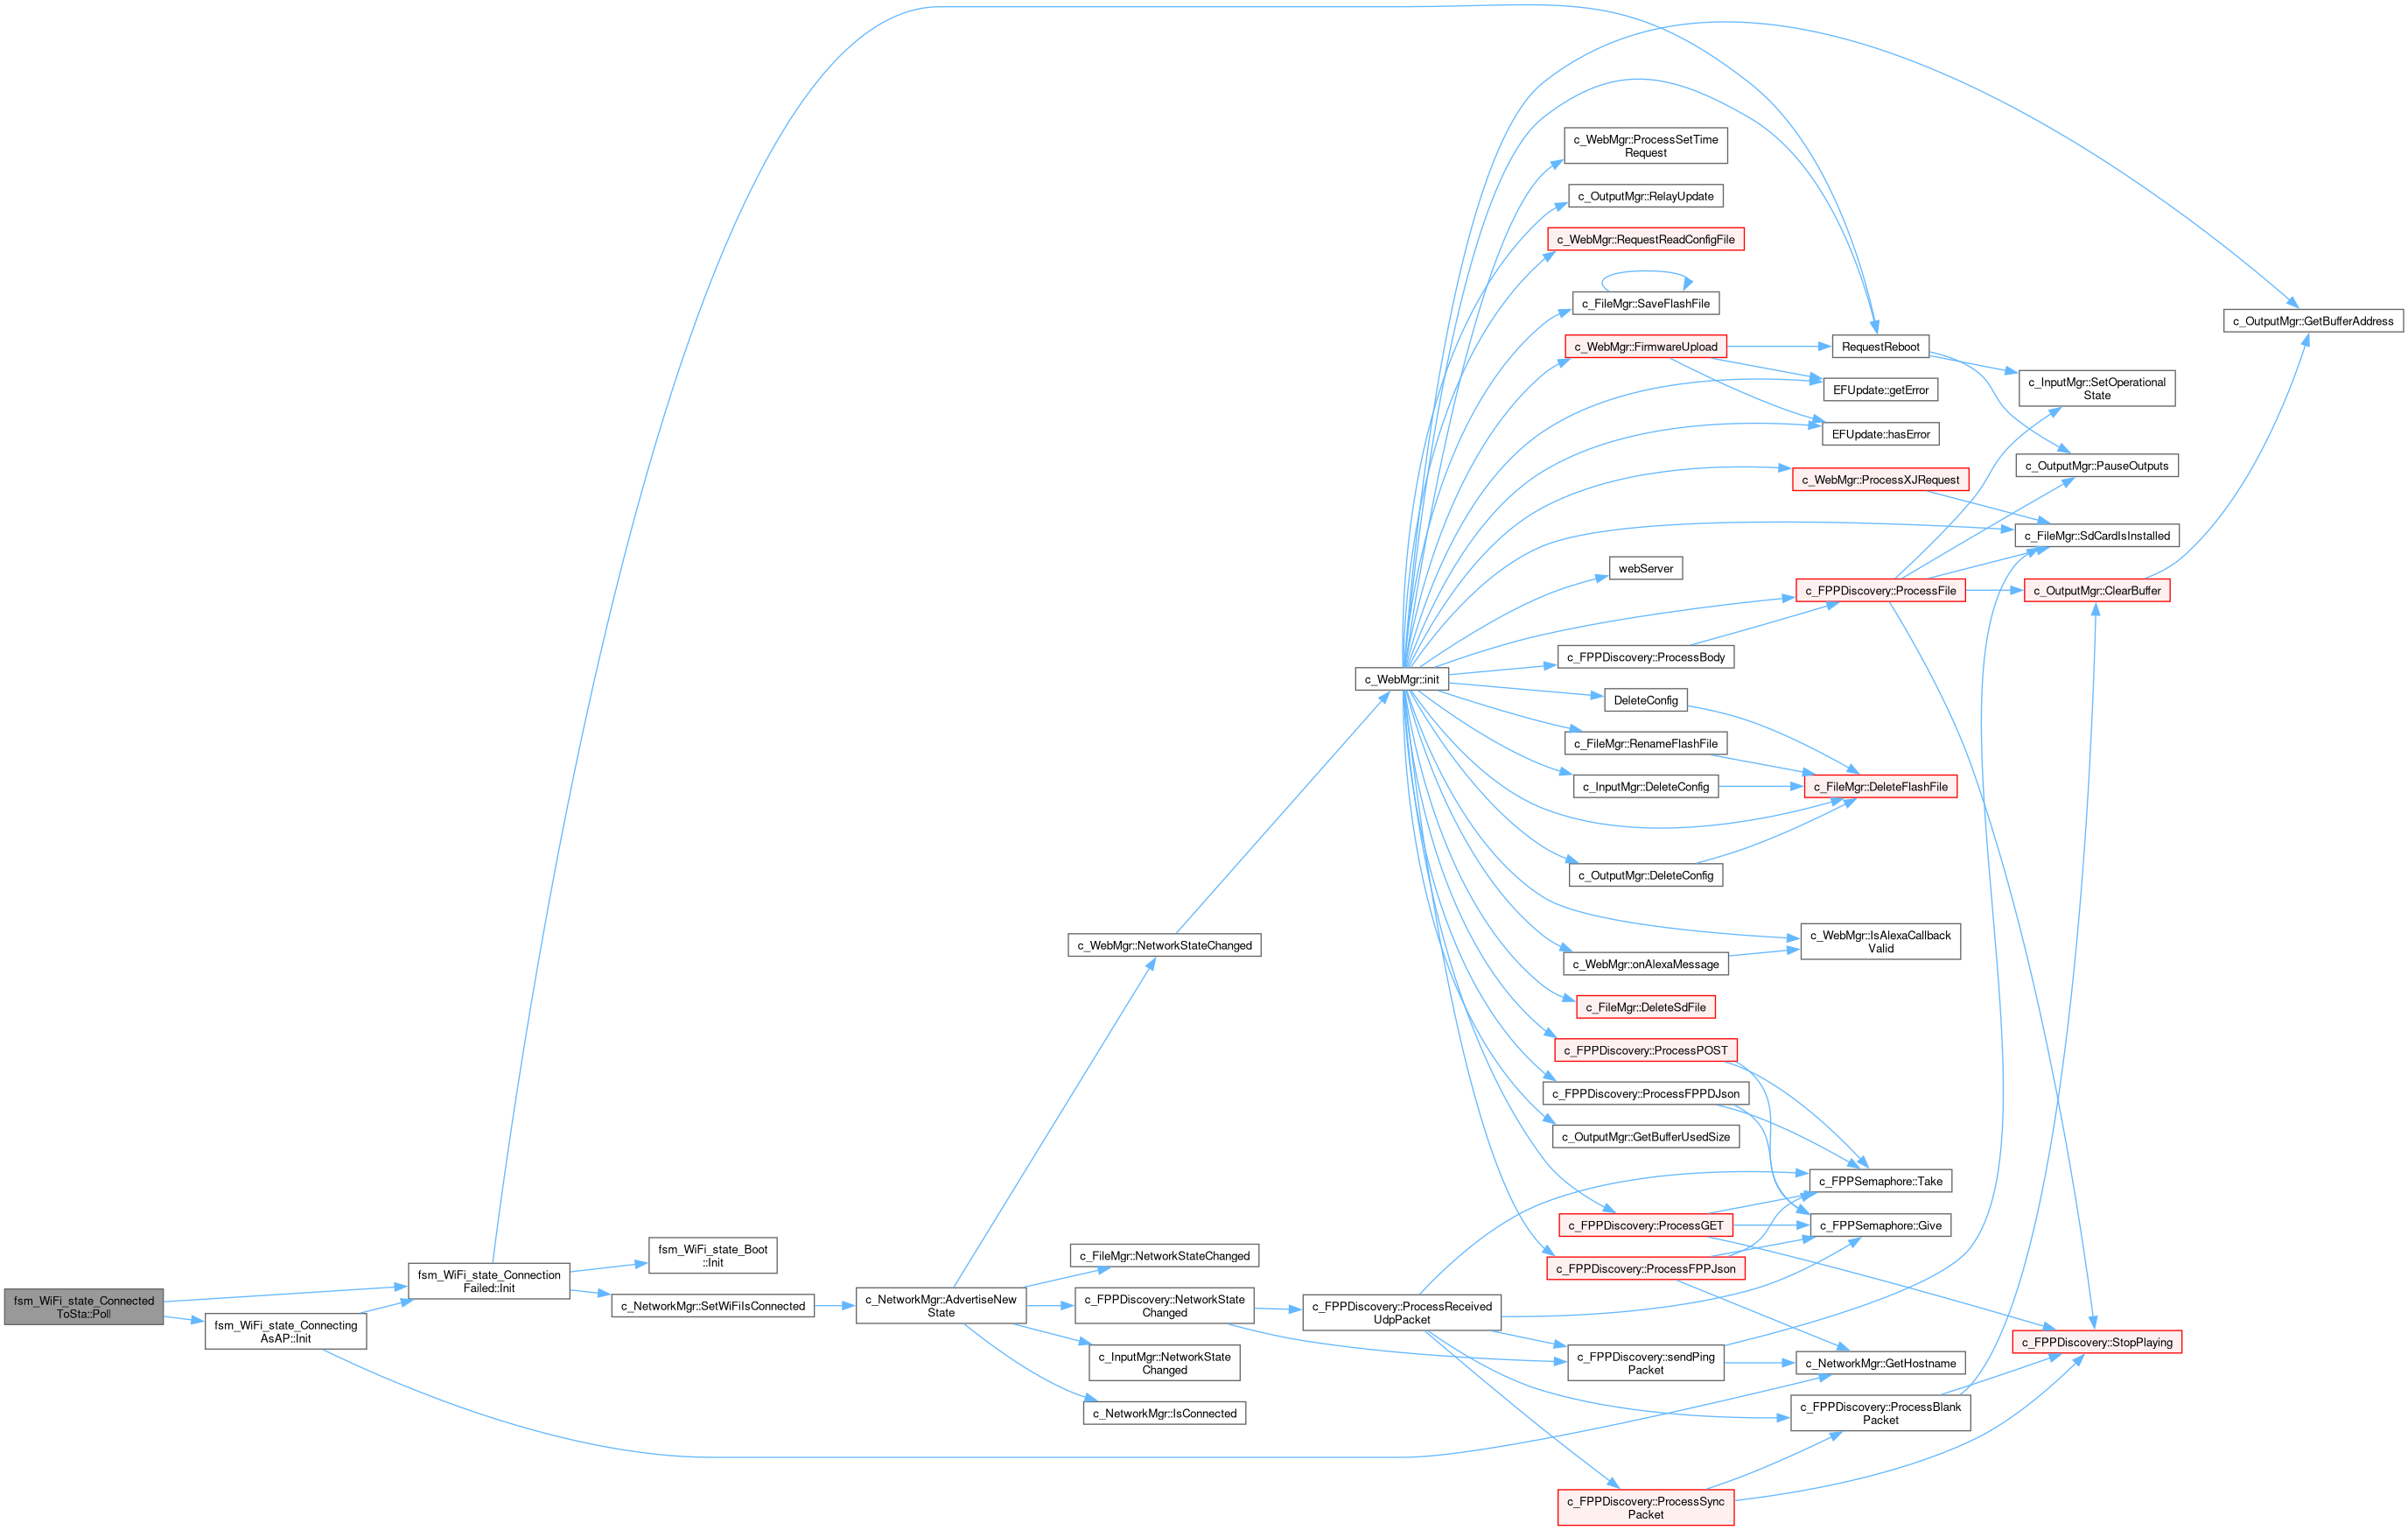 fsm_WiFi_state_Connected
ToSta::Poll
fsm_WiFi_state_Connecting
AsAP::Init
fsm_WiFi_state_Connection
Failed::Init
fsm_WiFi_state_Boot
::Init
c_NetworkMgr::SetWiFiIsConnected
c_NetworkMgr::AdvertiseNew
State
c_WebMgr::NetworkStateChanged
c_FileMgr::NetworkStateChanged
c_FPPDiscovery::NetworkState
Changed
c_InputMgr::NetworkState
Changed
c_NetworkMgr::IsConnected
c_WebMgr::init
c_FPPDiscovery::ProcessReceived
UdpPacket
c_WebMgr::ProcessSetTime
Request
c_OutputMgr::RelayUpdate
c_WebMgr::RequestReadConfigFile
c_FileMgr::SaveFlashFile
c_WebMgr::FirmwareUpload
webServer
c_FPPDiscovery::ProcessBody
DeleteConfig
c_FileMgr::RenameFlashFile
c_InputMgr::DeleteConfig
c_OutputMgr::DeleteConfig
c_WebMgr::onAlexaMessage
c_FileMgr::DeleteSdFile
c_FPPDiscovery::ProcessPOST
c_FPPDiscovery::ProcessFPPDJson
c_OutputMgr::GetBufferUsedSize
c_FPPDiscovery::ProcessGET
c_FPPDiscovery::ProcessFPPJson
c_FPPDiscovery::sendPing
Packet
c_FPPDiscovery::ProcessSync
Packet
RequestReboot
EFUpdate::getError
EFUpdate::hasError
c_WebMgr::ProcessXJRequest
c_FPPDiscovery::ProcessFile
c_FileMgr::DeleteFlashFile
c_WebMgr::IsAlexaCallback
Valid
c_FPPSemaphore::Take
c_FPPSemaphore::Give
c_NetworkMgr::GetHostname
c_FPPDiscovery::ProcessBlank
Packet
c_InputMgr::SetOperational
State
c_OutputMgr::PauseOutputs
c_FileMgr::SdCardIsInstalled
c_OutputMgr::ClearBuffer
c_FPPDiscovery::StopPlaying
c_OutputMgr::GetBufferAddress